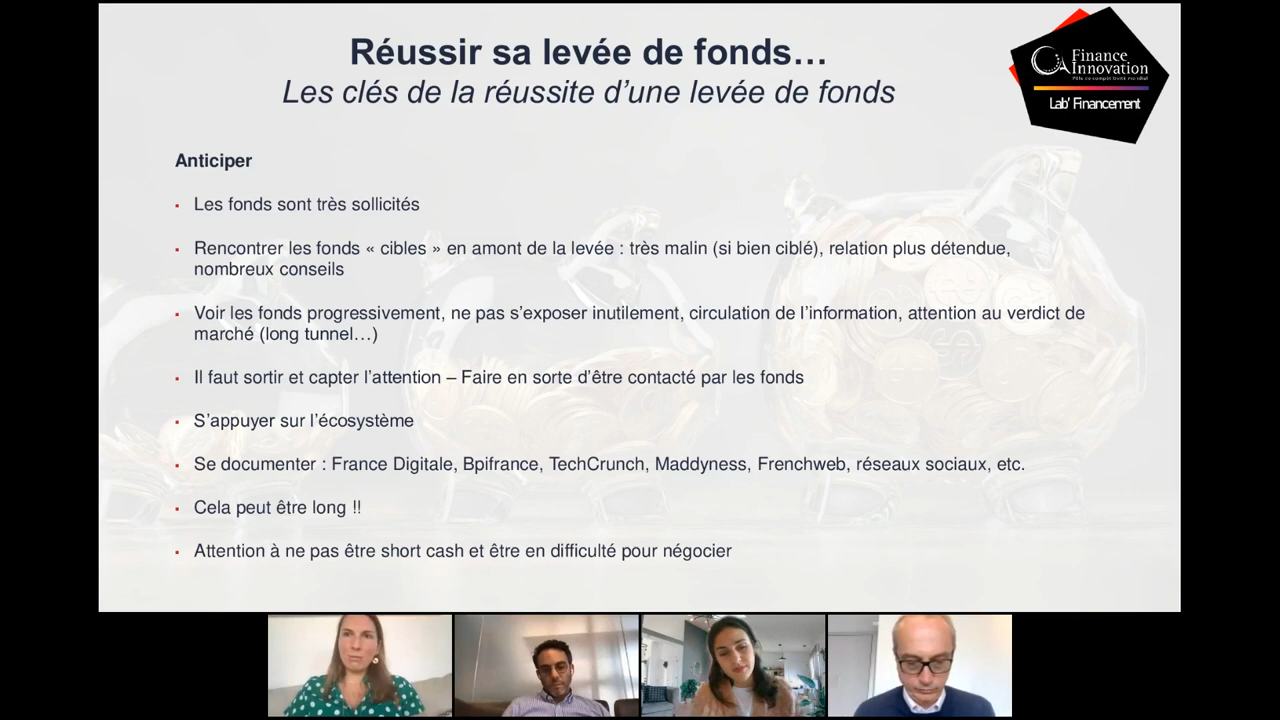 Réussir sa levée de fonds…
Les clés de la réussite d’une levée de fonds
Finance
Innovation
Lab’ Financement
Anticiper
▪ Les fonds sont très sollicités
▪ Rencontrer les fonds « cibles » en amont de la levée : très malin (si bien ciblé), relation plus détendue,
nombreux conseils
▪ Voir les fonds progressivement, ne pas s’exposer inutilement, circulation de l’information, attention au verdict de
marché (long tunnel…)
▪ Il faut sortir et capter l’attention – Faire en sorte d’être contacté par les fonds
▪ S’appuyer sur l’écosystème
▪ Se documenter : France Digitale, Bpifrance, TechCrunch, Maddyness, Frenchweb, réseaux sociaux, etc.
▪ Cela peut être long !!
▪ Attention à ne pas être short cash et être en difficulté pour négocier